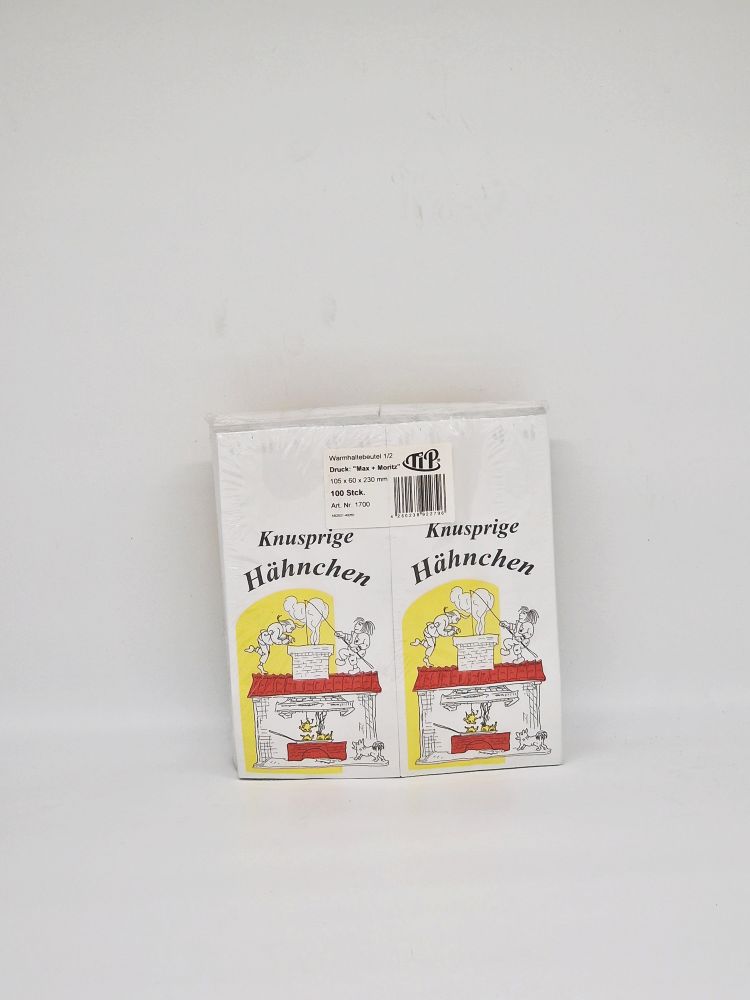 Warmhaltebeutel 1/2
Druck: "Max + Moritz"
TiP®
105 x 60 x 230 mm
100 Stck.
Art. Nr. 1700
Knusprige
Hähnchen
Knusprige
Hähnchen